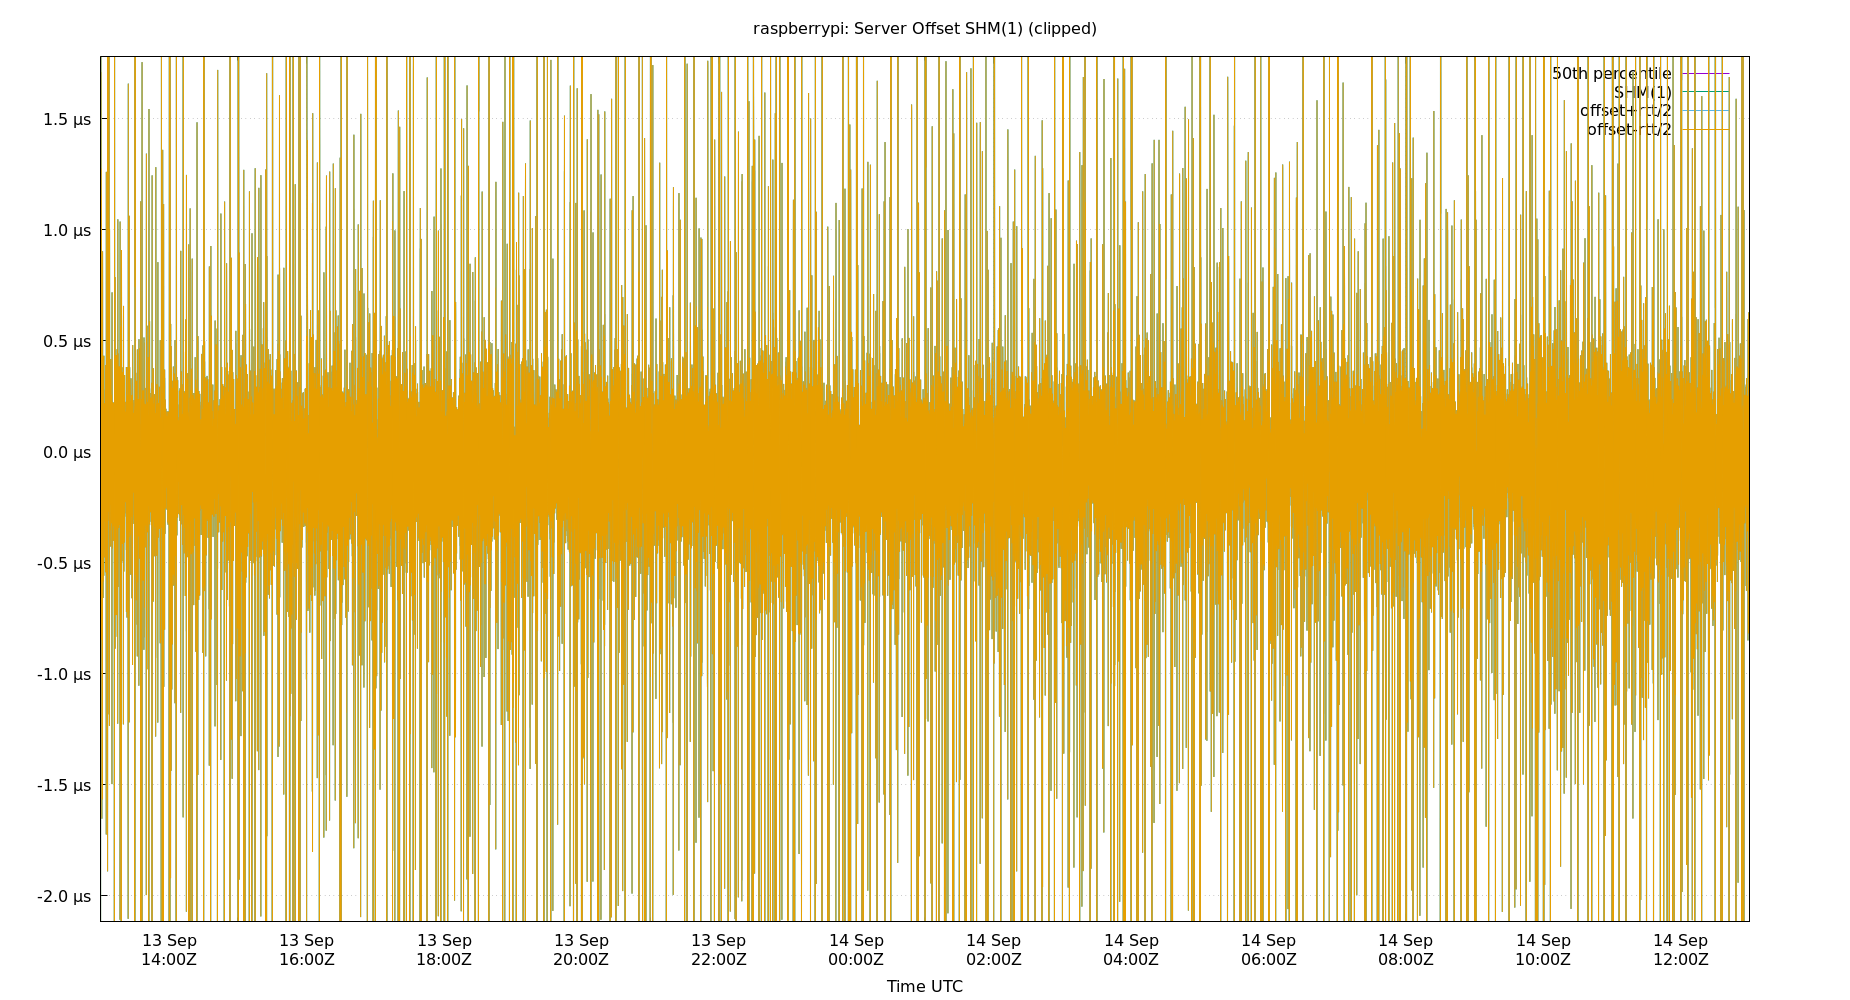 raspberrypi: Server Offset SHM(1) (clipped)
50th percentile
SHM(1)
offset+rtt/2
offset-rtt/2
1.5 µs
1.0 µs
0.5 µs
0.0 µs
-0.5 µs
-1.0 µs
-1.5 µs
-2.0 µs
13 Sep 13 Sep 13 Sep 13 Sep 13 Sep 14 Sep 14 Sep 14 Sep 14 Sep 14 Sep 14 Sep 14 Sep
14:00Z 16:00Z 18:00Z 20:00Z 22:00Z 00:00Z 02:00Z 04:00Z 06:00Z 08:00Z 10:00Z 12:00Z
Time UTC